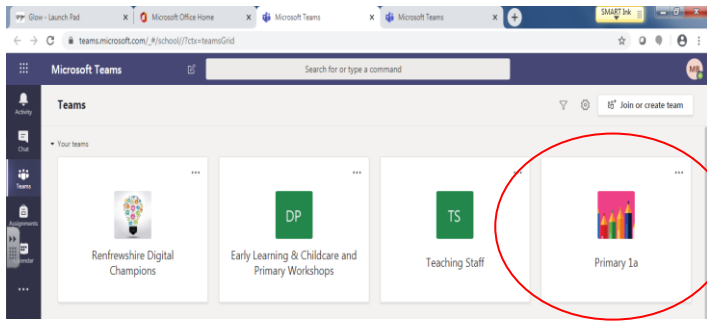 Glow - Launch Pad
Microsoft Office Home
Microsoft Teams
Microsoft Teams
SMART Ink
teams.microsoft.com/_#/school//?ctx=teamsGrid
Microsoft Teams
Search for or type a command
MB
Activity
Teams
Join or create team
Chat
Your teams
Teams
DP
TS
Assignments
Renfrewshire Digital
Champions
Early Learning & Childcare and
Primary Workshops
Teaching Staff
Primary 1a